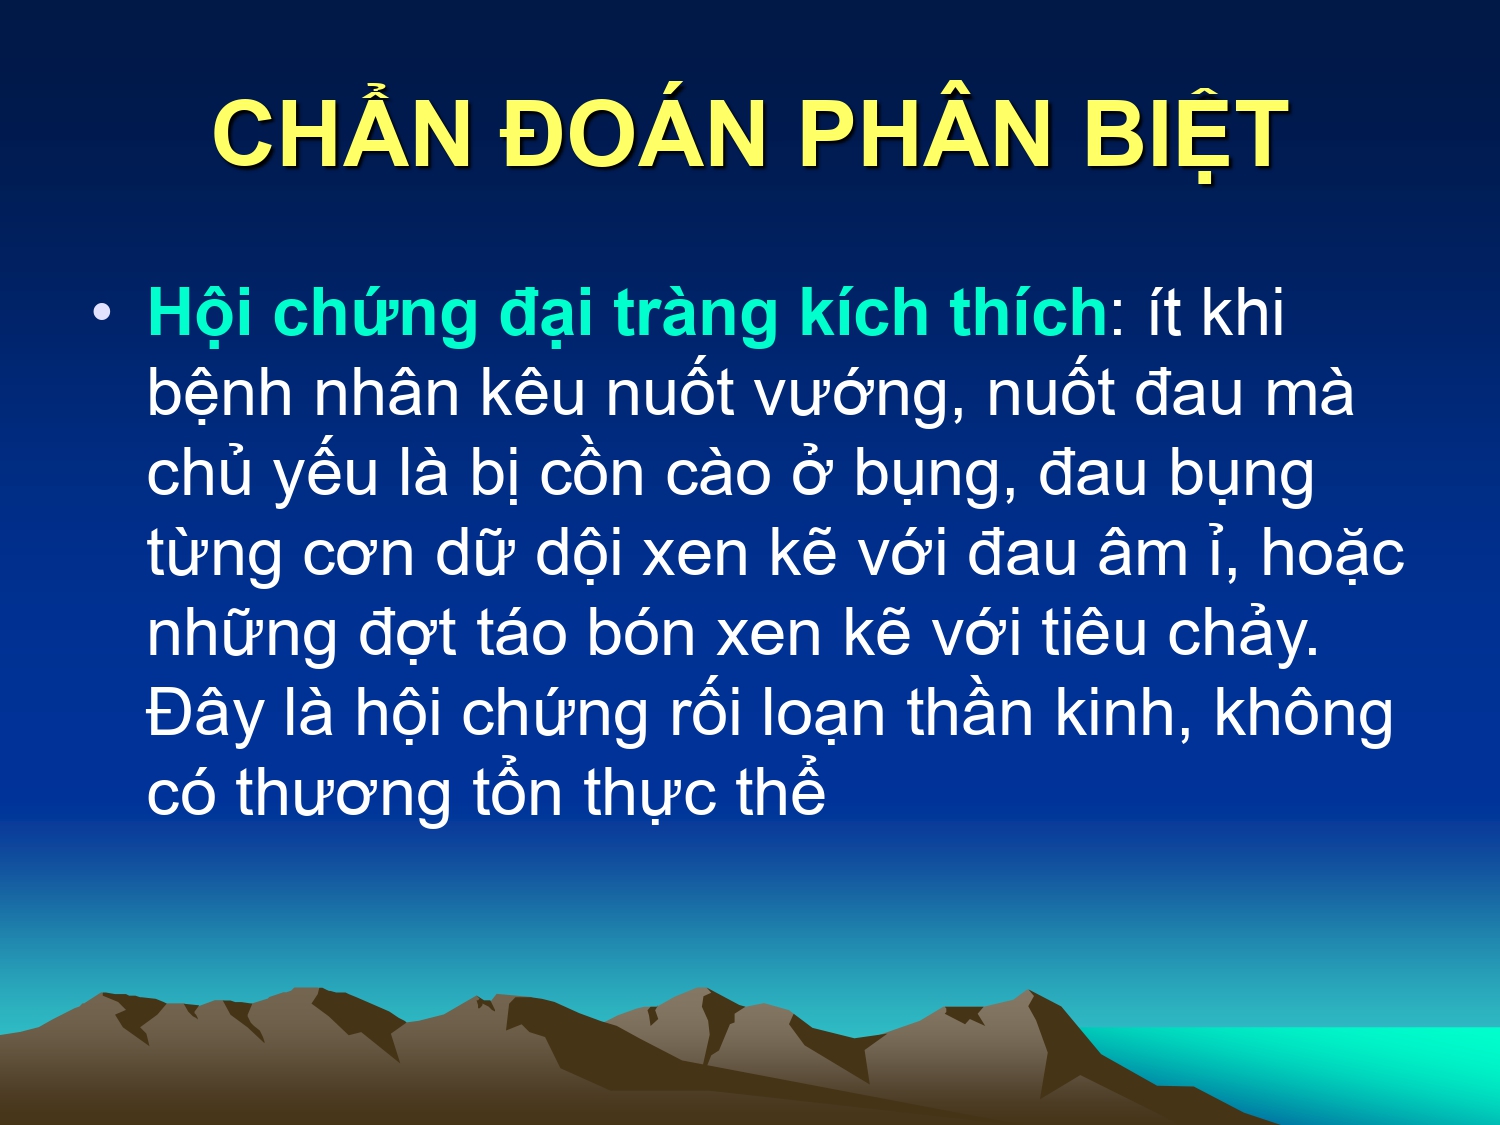 CHẨN ĐOÁN PHÂN BIỆT
• Hội chứng đại tràng kích thích: ít khi
bệnh nhân kêu nuốt vướng, nuốt đau mà
chủ yếu là bị cồn cào ở bụng, đau bụng
từng cơn dữ dội xen kẽ với đau âm ỉ, hoặc
những đợt táo bón xen kẽ với tiêu chảy.
Đây là hội chứng rối loạn thần kinh, không
có thương tổn thực thể